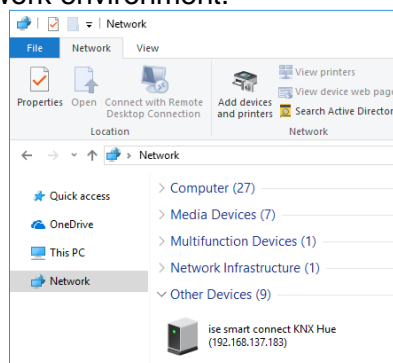 work environment.
Network
File Network View
Properties Open Connect with Remote Desktop Connection
Add devices and printers
View printers
View device web page
Search Active Director
Location Network
Network
Quick access
OneDrive
This PC
Network
Computer (27)
Media Devices (7)
Multifunction Devices (1)
Network Infrastructure (1)
Other Devices (9)
ise smart connect KNX Hue
(192.168.137.183)